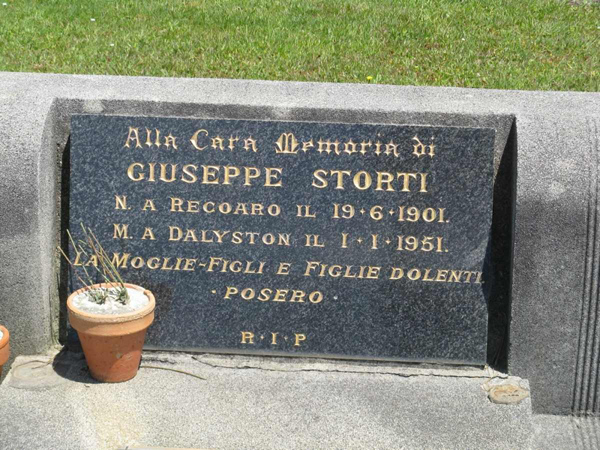 Alla Cara Memoria di
GIUSEPPE STORTI
N. A RECOARO IL 19·6·1901.
M. A DALYSTON IL 1·1·1951.
LA MOGLIE-FIGLI E FIGLIE DOLENTI
· POSERO ·
R·I·P